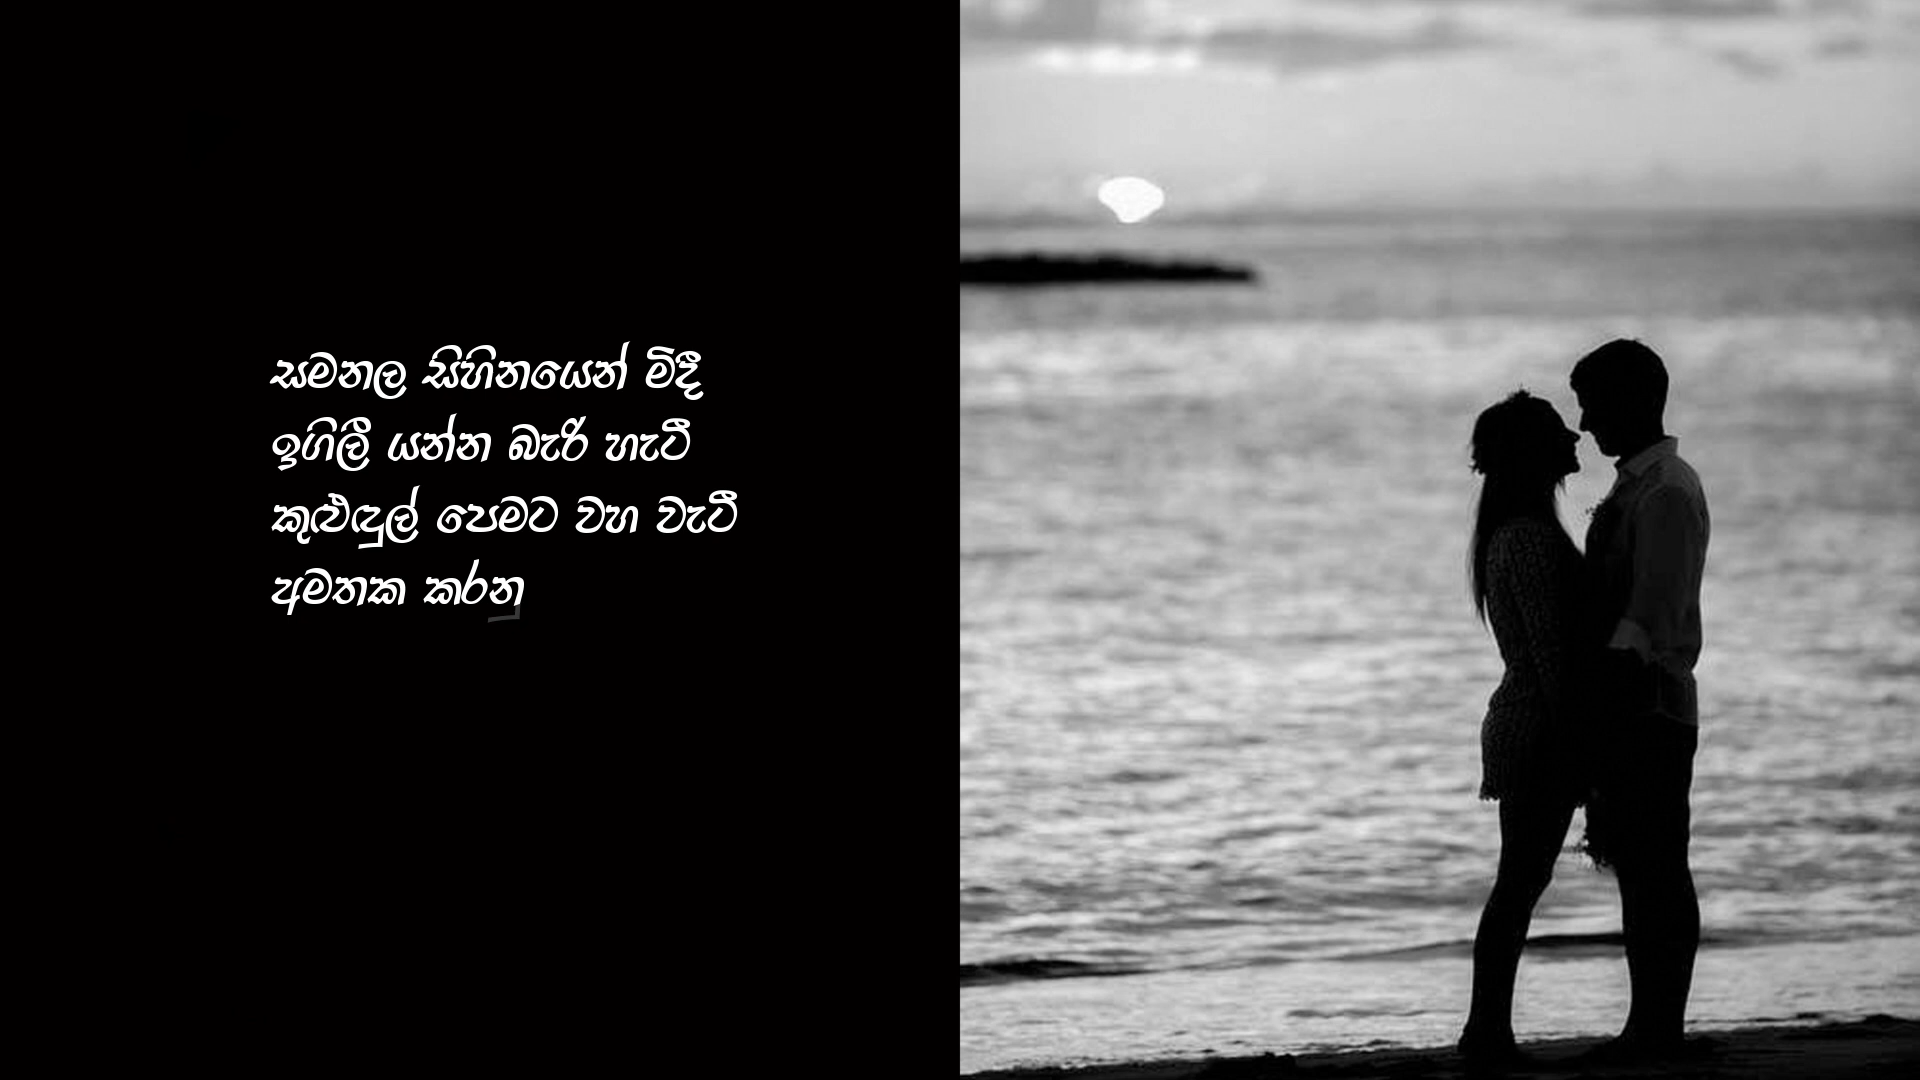 සමනල සිහිනයෙන් මිදී
ඉගිලී යන්න බැරි හැටී
කුළුඳුල් පෙමට වහ වැටී
අමතක කරනු